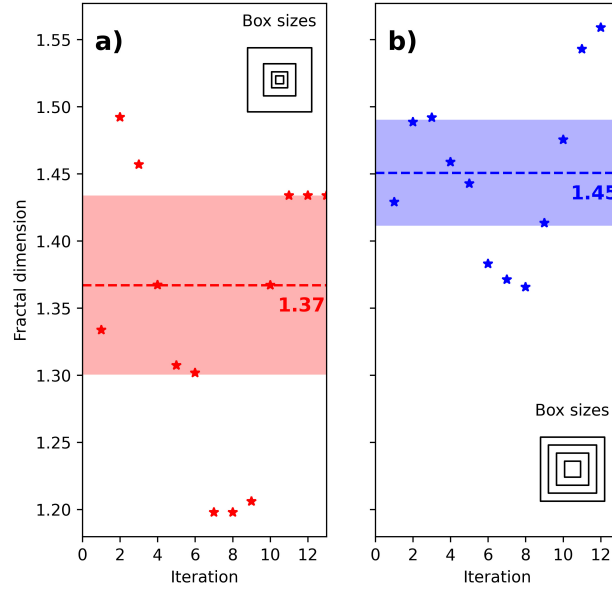 Box sizes
a)
b)
1.55
1.50
1.45
1.40
1.35
1.30
1.25
1.20
Fractal dimension
1.37
1.45
Box sizes
0 2 4 6 8 10 12
0 2 4 6 8 10 12
Iteration
Iteration